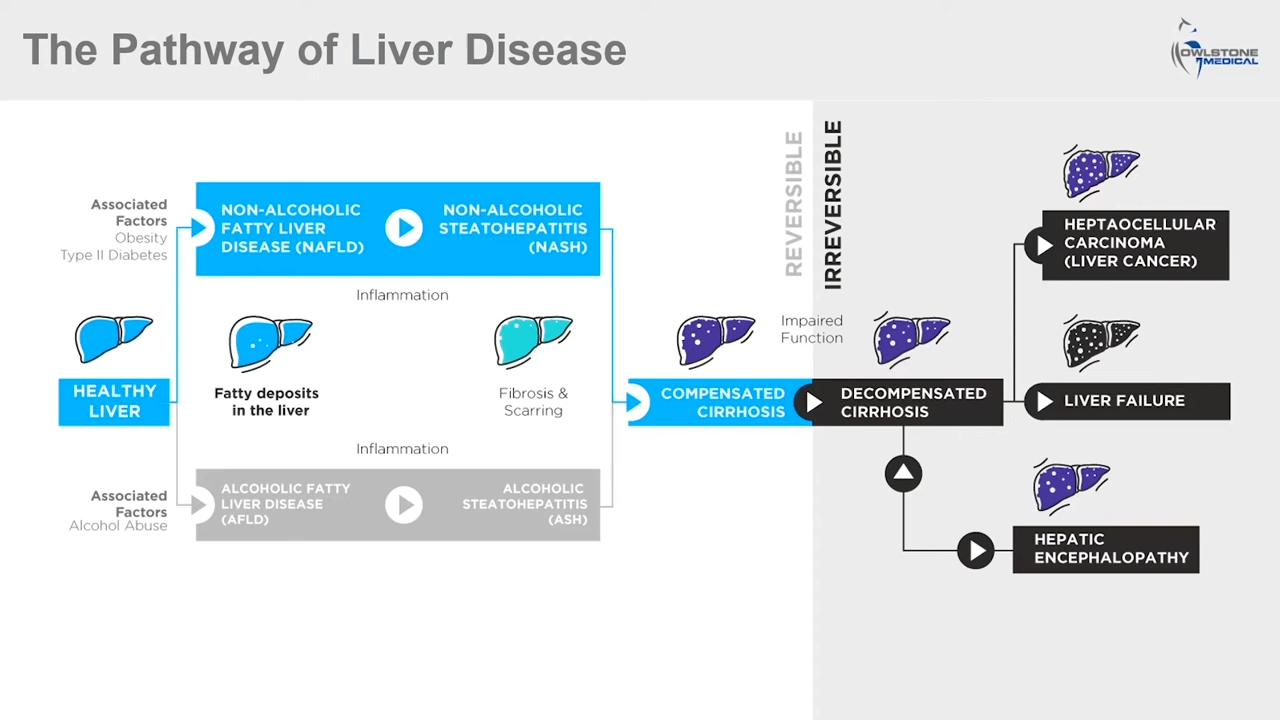 The Pathway of Liver Disease
OWLSTONE
MEDICAL
REVERSIBLE
IRREVERSIBLE
Associated
Factors
Obesity
Type II Diabetes
NON-ALCOHOLIC
FATTY LIVER
DISEASE (NAFLD)
NON-ALCOHOLIC
STEATOHEPATITIS
(NASH)
Inflammation
HEALTHY
LIVER
Fatty deposits
in the liver
Fibrosis &
Scarring
Inflammation
Associated
Factors
Alcohol Abuse
ALCOHOLIC FATTY
LIVER DISEASE
(AFLD)
ALCOHOLIC
STEATOHEPATITIS
(ASH)
COMPENSATED
CIRRHOSIS
Impaired
Function
DECOMPENSATED
CIRRHOSIS
HEPTAOCELLULAR
CARCINOMA
(LIVER CANCER)
LIVER FAILURE
HEPATIC
ENCEPHALOPATHY